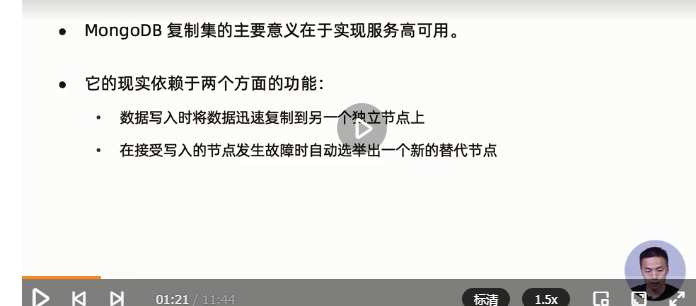 • MongoDB 复制集的主要意义在于实现服务高可用。
• 它的现实依赖于两个方面的功能：
• 数据写入时将数据迅速复制到另一个独立节点上
• 在接受写入的节点发生故障时自动选举出一个新的替代节点
01:21 / 11:44 标清 1.5x